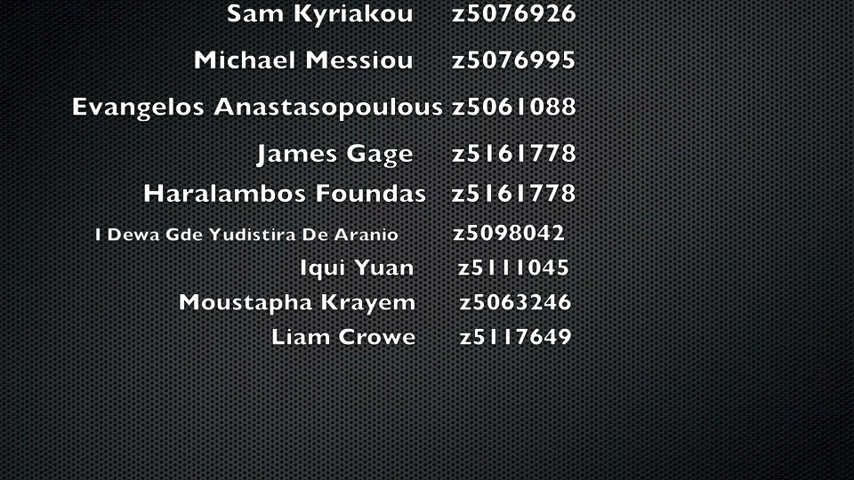 Sam Kyriakou z5076926
Michael Messiou z5076995
Evangelos Anastasopoulous z5061088
James Gage z5161778
Haralambos Foundas z5161778
I Dewa Gde Yudistira De Aranio z5098042
Iqui Yuan z5111045
Moustapha Krayem z5063246
Liam Crowe z5117649